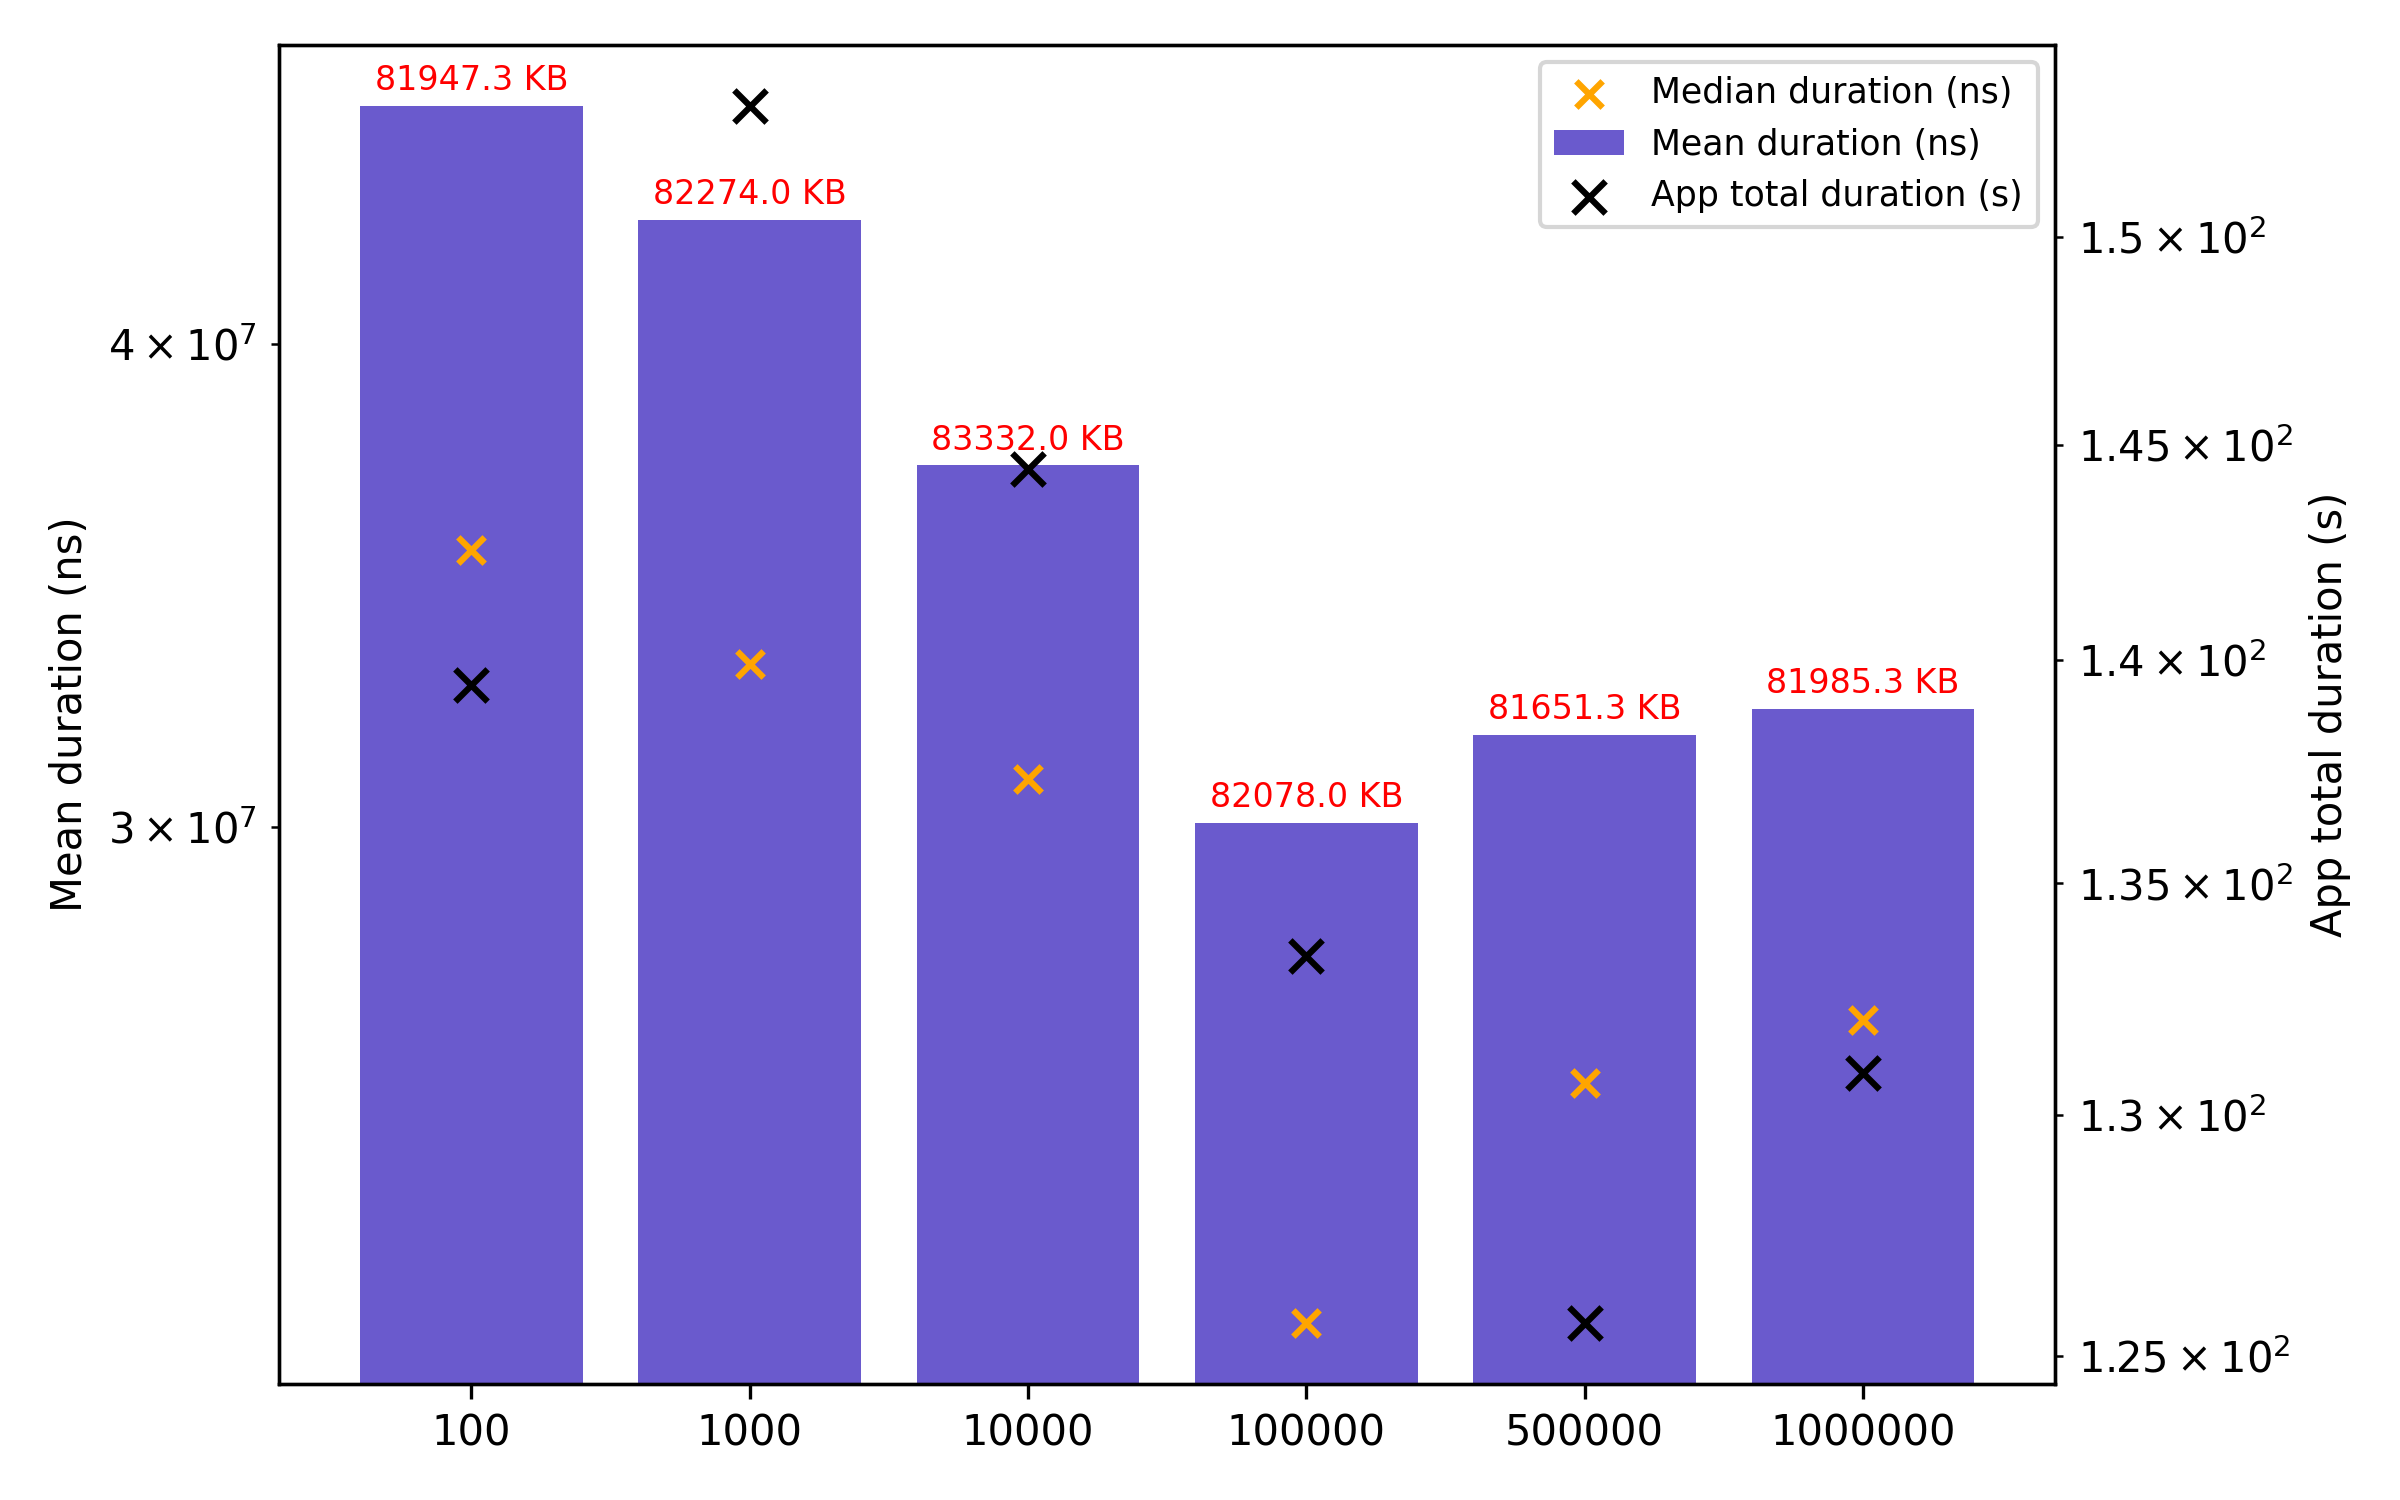 81947.3 KB
82274.0 KB
83332.0 KB
82078.0 KB
81651.3 KB
81985.3 KB
Median duration (ns)
Mean duration (ns)
App total duration (s)
4 × 10⁷
3 × 10⁷
Mean duration (ns)
1.5 × 10²
1.45 × 10²
1.4 × 10²
1.35 × 10²
1.3 × 10²
1.25 × 10²
App total duration (s)
100
1000
10000
100000
500000
1000000